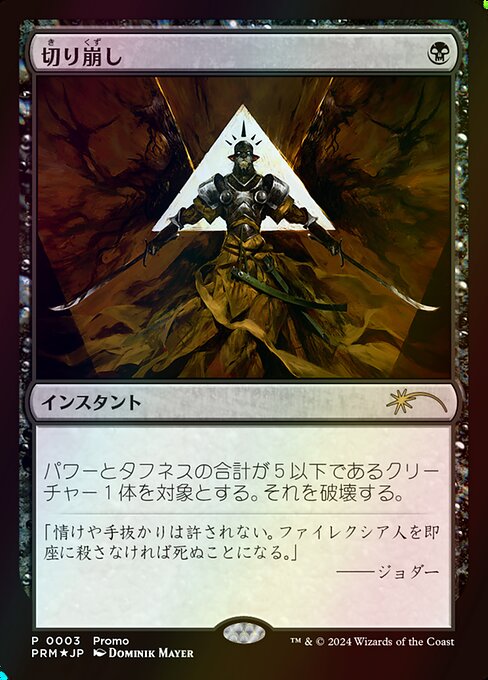 切り崩し
き くず
インスタント
パワーとタフネスの合計が5以下であるクリー
チャー1体を対象とする。それを破壊する。
「情けや手抜かりは許されない。ファイレクシア人を即
座に殺さなければ死ぬことになる。」
――ジョダー
P 0003 Promo
PRM★JP DOMINIK MAYER
™ & © 2024 Wizards of the Coast